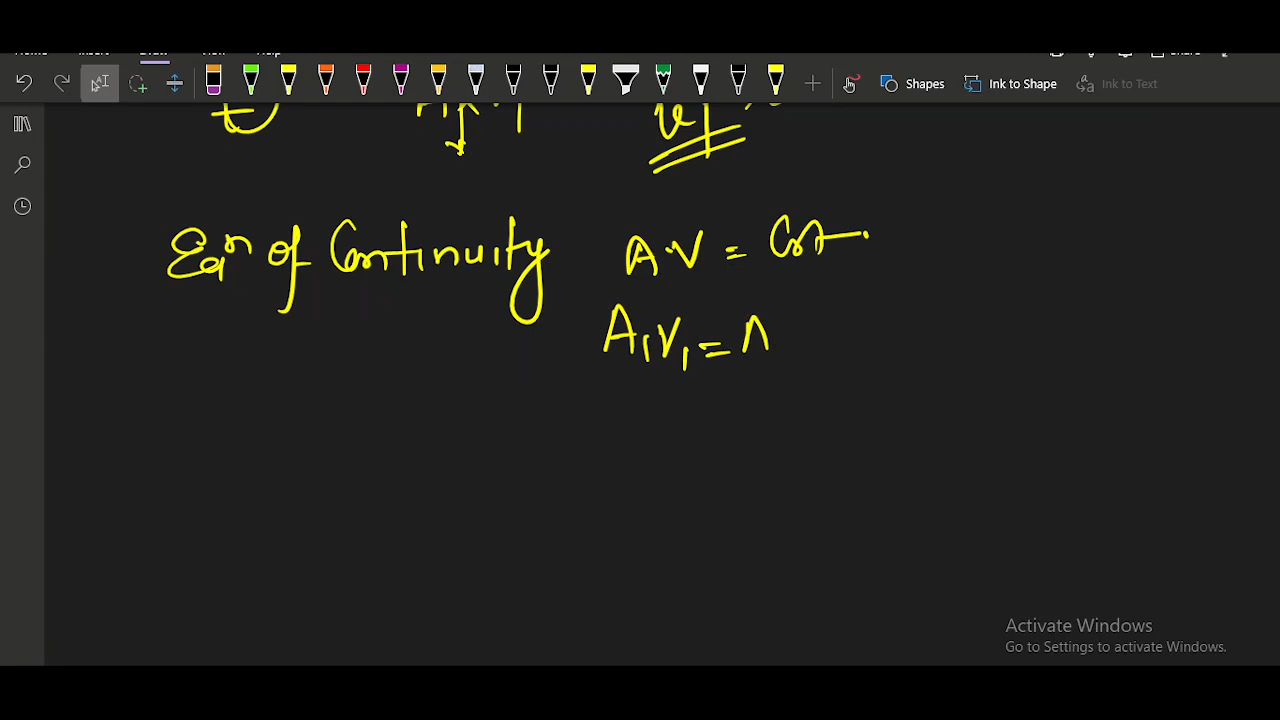 Shapes Ink to Shape Ink to Text
Eqⁿ of Continuity A.V = Cst.
A₁V₁ = A
Activate Windows
Go to Settings to activate Windows.